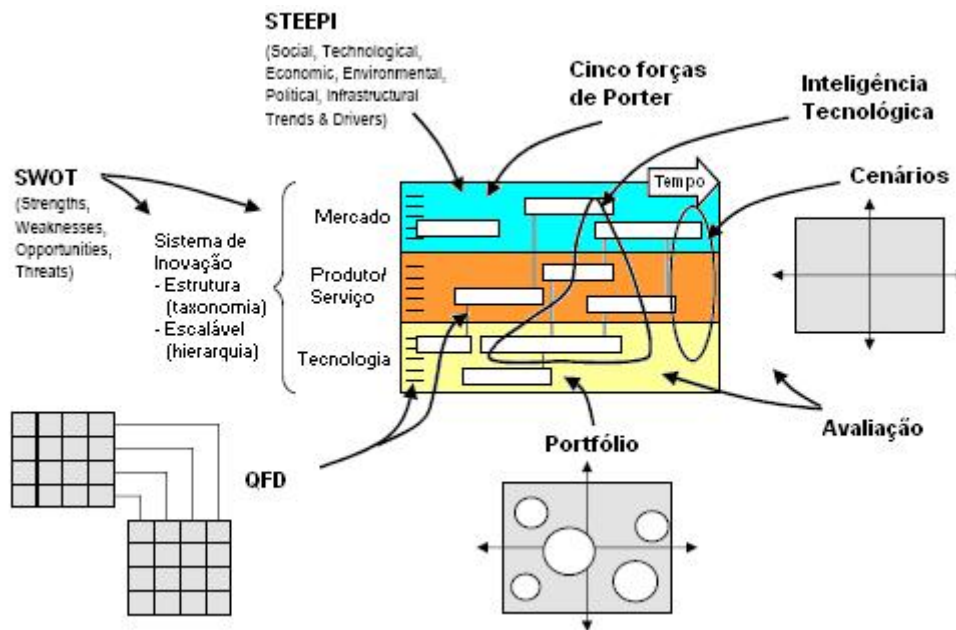 STEEPI
(Social, Technological,
Economic, Environmental,
Political, Infrastructural
Trends & Drivers)
Cinco forças
de Porter
Inteligência
Tecnológica
SWOT
(Strengths,
Weaknesses,
Opportunities,
Threats)
Sistema de
Inovação
- Estrutura
(taxonomia)
- Escalável
(hierarquia)
Mercado
Produto/
Serviço
Tecnologia
Tempo
Cenários
Avaliação
Portfólio
QFD